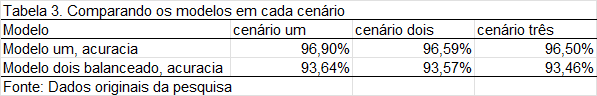 Tabela 3. Comparando os modelos em cada cenário
Modelo cenário um cenário dois cenário três
Modelo um, acuracia 96,90% 96,59% 96,50%
Modelo dois balanceado, acuracia 93,64% 93,57% 93,46%
Fonte: Dados originais da pesquisa